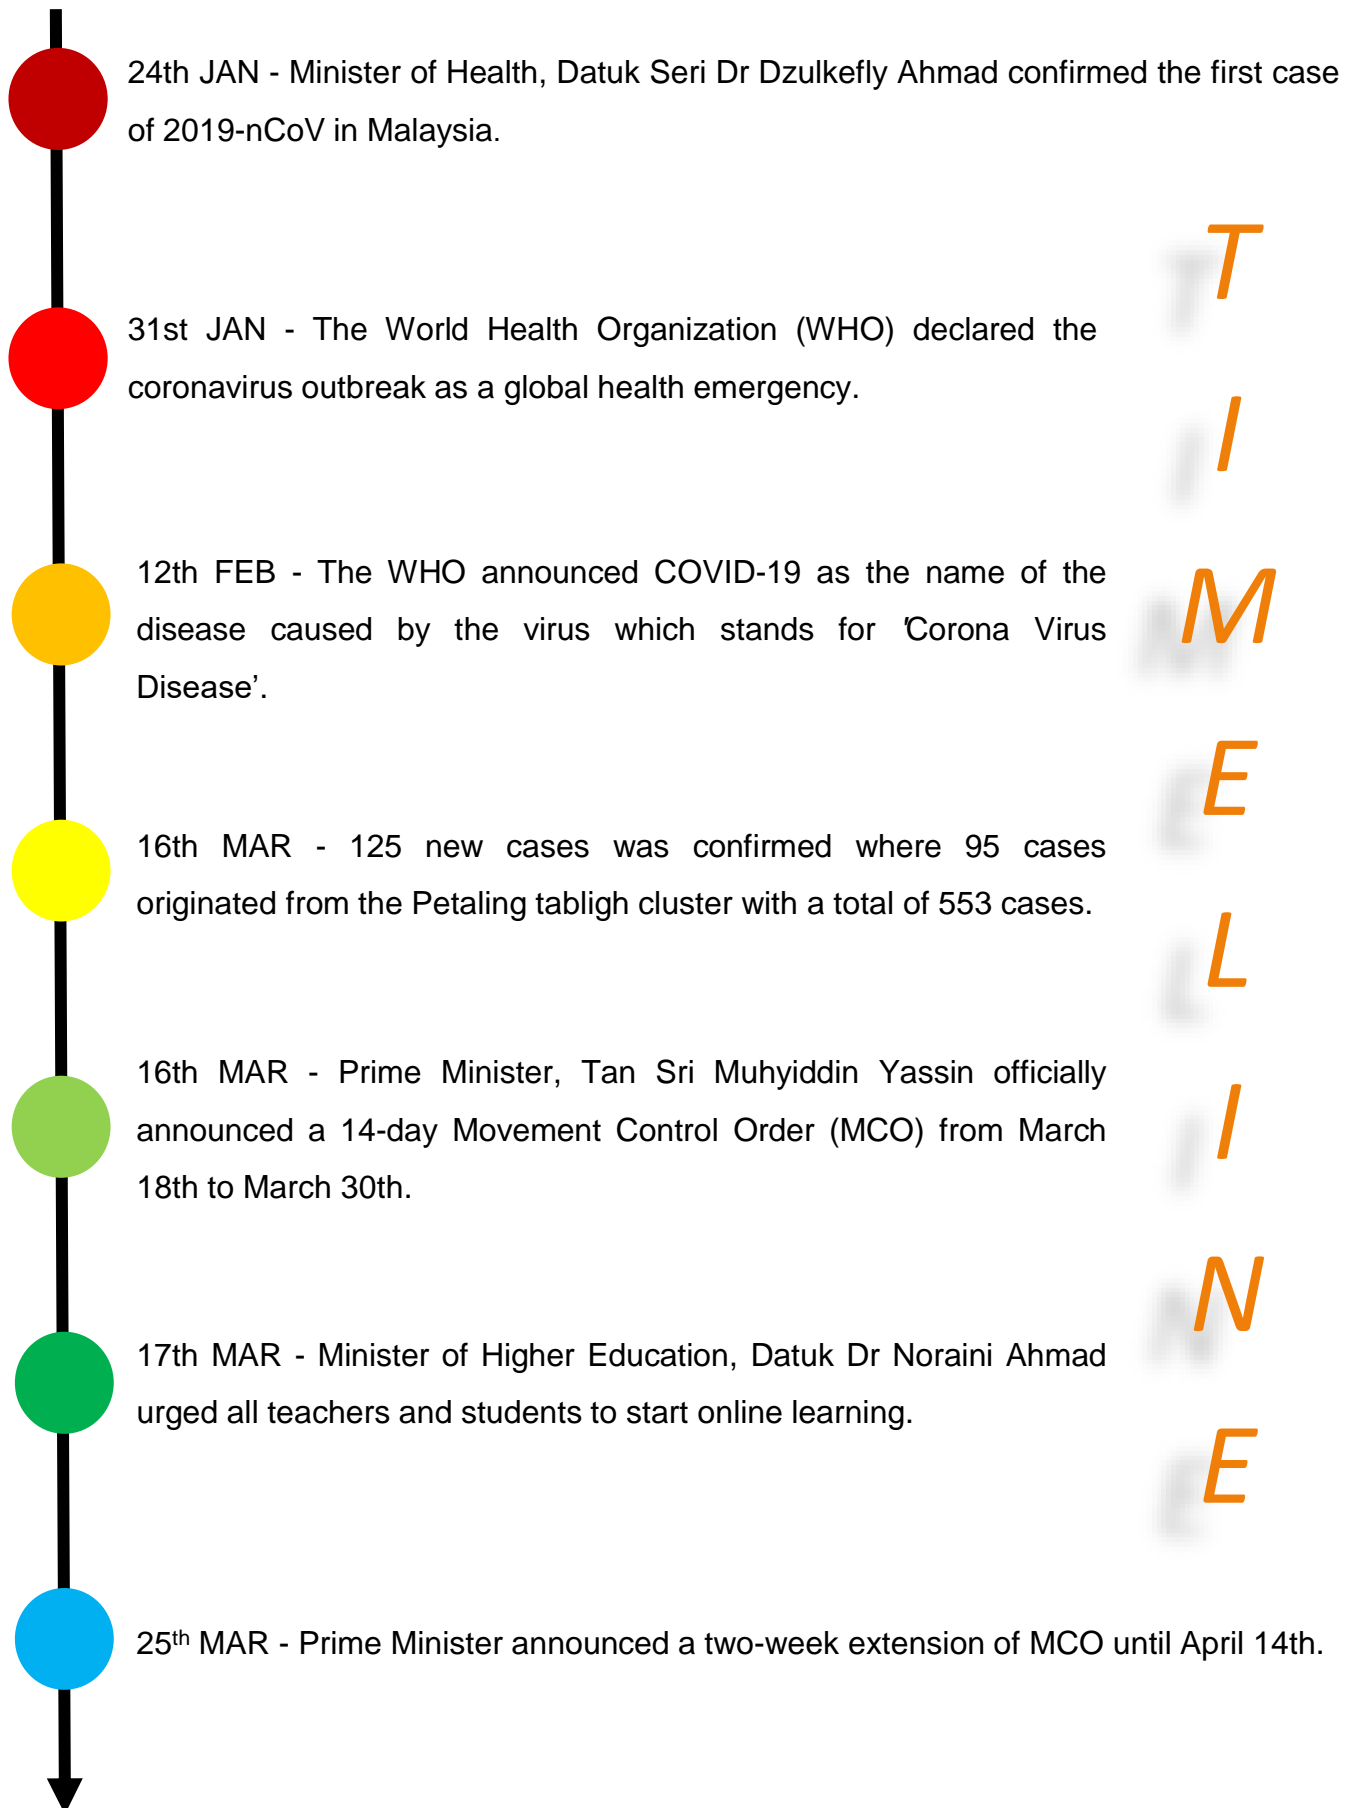 24th JAN - Minister of Health, Datuk Seri Dr Dzulkefly Ahmad confirmed the first case
of 2019-nCoV in Malaysia.
31st JAN - The World Health Organization (WHO) declared the
coronavirus outbreak as a global health emergency.
12th FEB - The WHO announced COVID-19 as the name of the
disease caused by the virus which stands for 'Corona Virus
Disease’.
16th MAR - 125 new cases was confirmed where 95 cases
originated from the Petaling tabligh cluster with a total of 553 cases.
16th MAR - Prime Minister, Tan Sri Muhyiddin Yassin officially
announced a 14-day Movement Control Order (MCO) from March
18th to March 30th.
17th MAR - Minister of Higher Education, Datuk Dr Noraini Ahmad
urged all teachers and students to start online learning.
25th MAR - Prime Minister announced a two-week extension of MCO until April 14th.
T
I
M
E
L
I
N
E